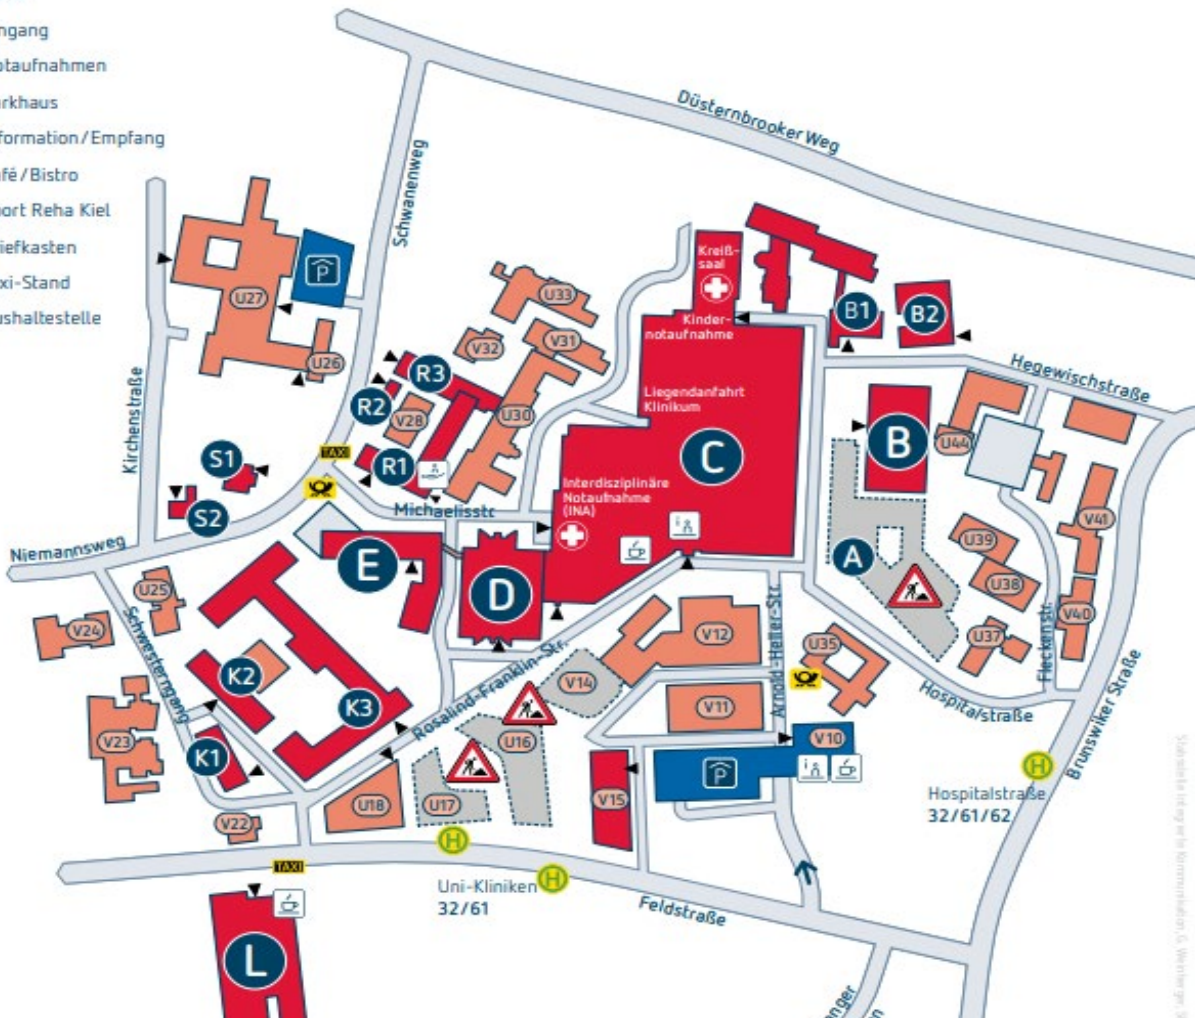 ngang
otaufnahmen
rkhaus
formation/Empfang
fé/Bistro
ort Reha Kiel
iefkasten
xi-Stand
ushaltestelle
Düsternbrooker Weg
Schwanenweg
Kirchenstraße
Niemannsweg
Schwesterngang
Michaelisstr
Rosalind-Franklin-Str.
Arnold-Heller-Str.
Hegewischstraße
Hospitalstraße
Fleckenstr.
Brunswiker Straße
Feldstraße
Kreiß-
saal
Kinder-
notaufnahme
Liegendanfahrt
Klinikum
Interdisziplinäre
Notaufnahme
(INA)
U27
P
U26
U33
V32
V31
U30
R3
R2
V28
R1
B1
B2
C
B
U44
A
S1
S2
TAXI
E
D
U25
V24
K2
K3
K1
V23
V22
U18
U17
U16
V14
V12
V11
V10
P
i
i
V15
U35
U39
U38
U37
V41
V40
H
Hospitalstraße
32/61/62
H
H
Uni-Kliniken
32/61
TAXI
L